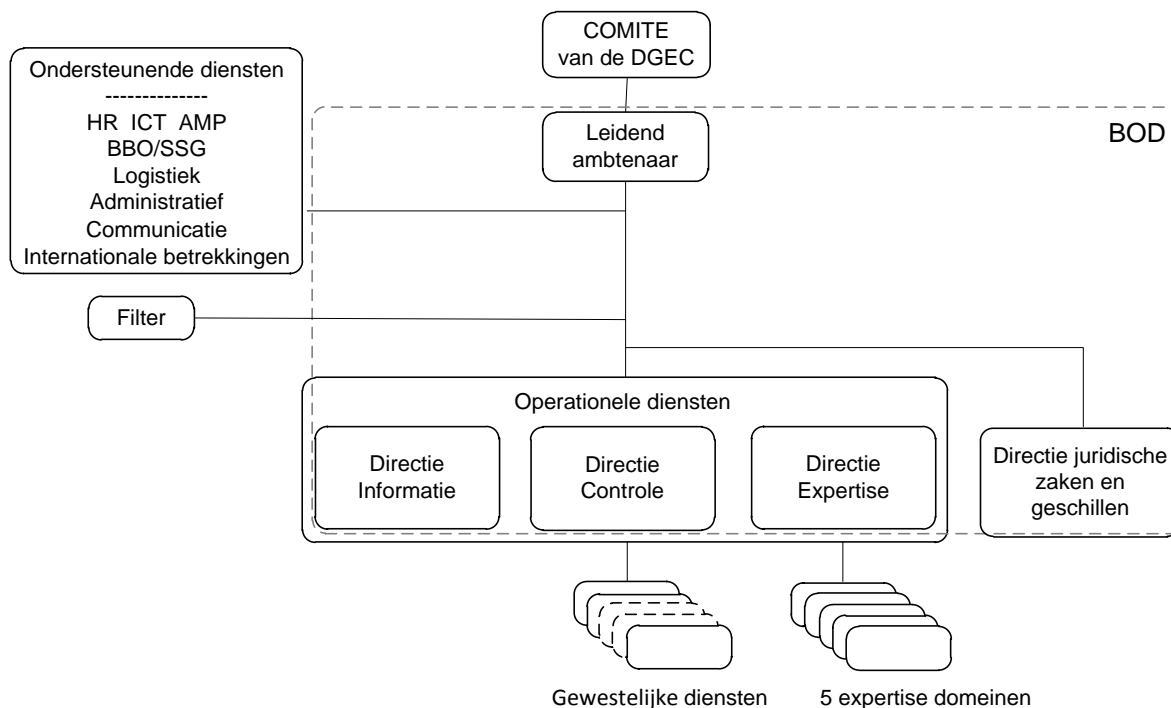 COMITE
van de DGEC
Ondersteunende diensten
--------------
HR ICT AMP
BBO/SSG
Logistiek
Administratief
Communicatie
Internationale betrekkingen
BOD
Leidend
ambtenaar
Filter
Operationele diensten
Directie
Informatie
Directie
Controle
Directie
Expertise
Directie juridische
zaken en
geschillen
Gewestelijke diensten
5 expertise domeinen